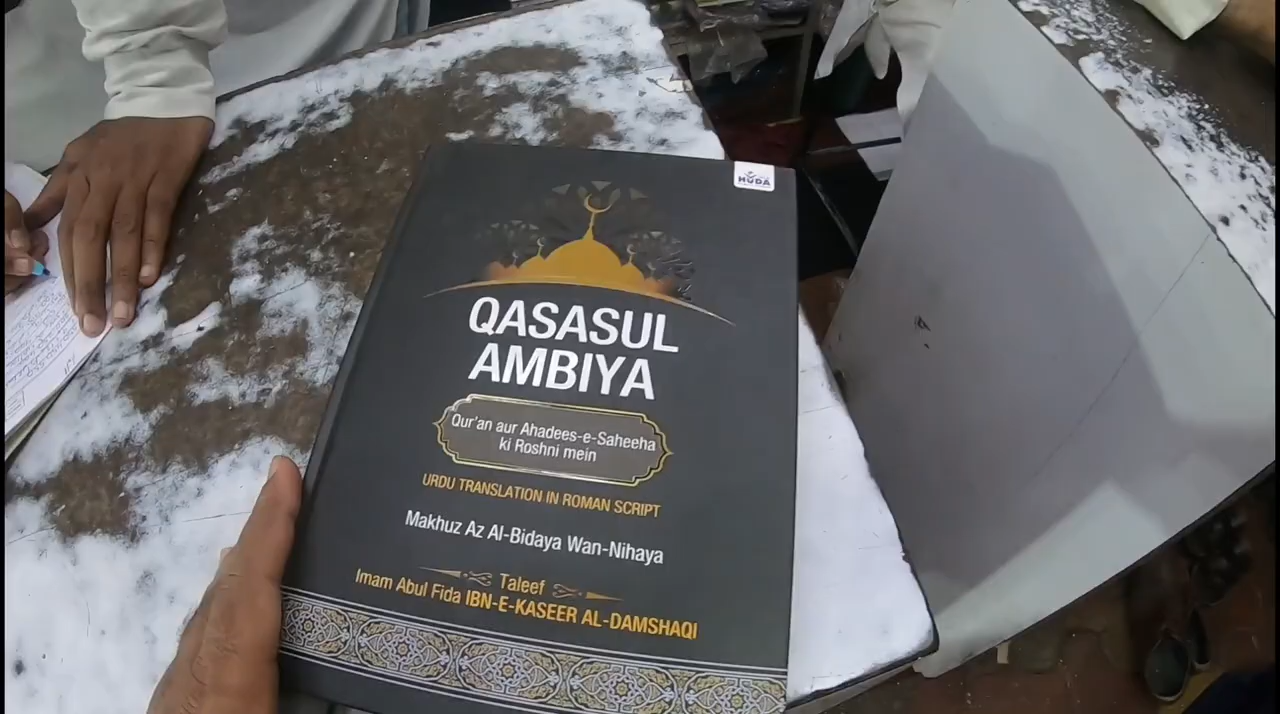 HUDA
QASASUL
AMBIYA
Qur'an aur Ahadees-e-Saheeha
ki Roshni mein
URDU TRANSLATION IN ROMAN SCRIPT
Makhuz Az Al-Bidaya Wan-Nihaya
Taleef
Imam Abul Fida IBN-E-KASEER AL-DAMSHAQI